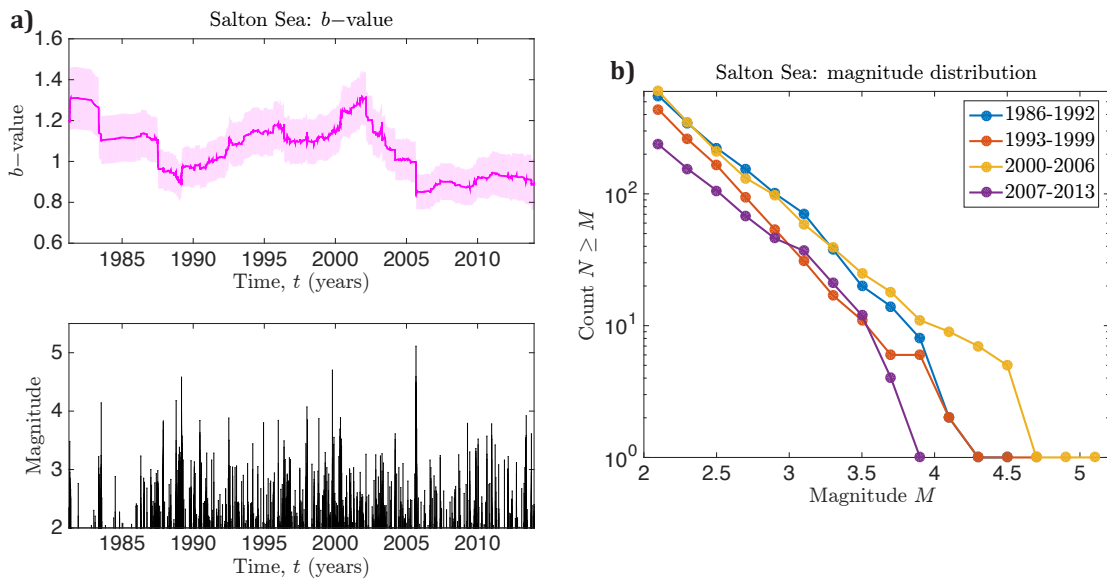 a)
Salton Sea: b−value
1.6
1.4
1.2
1
0.8
0.6
b−value
1985 1990 1995 2000 2005 2010
Time, t (years)
5
4
3
2
Magnitude
1985 1990 1995 2000 2005 2010
Time, t (years)
b)
Salton Sea: magnitude distribution
1986-1992
1993-1999
2000-2006
2007-2013
10²
10¹
10⁰
Count N ≥ M
2 2.5 3 3.5 4 4.5 5
Magnitude M